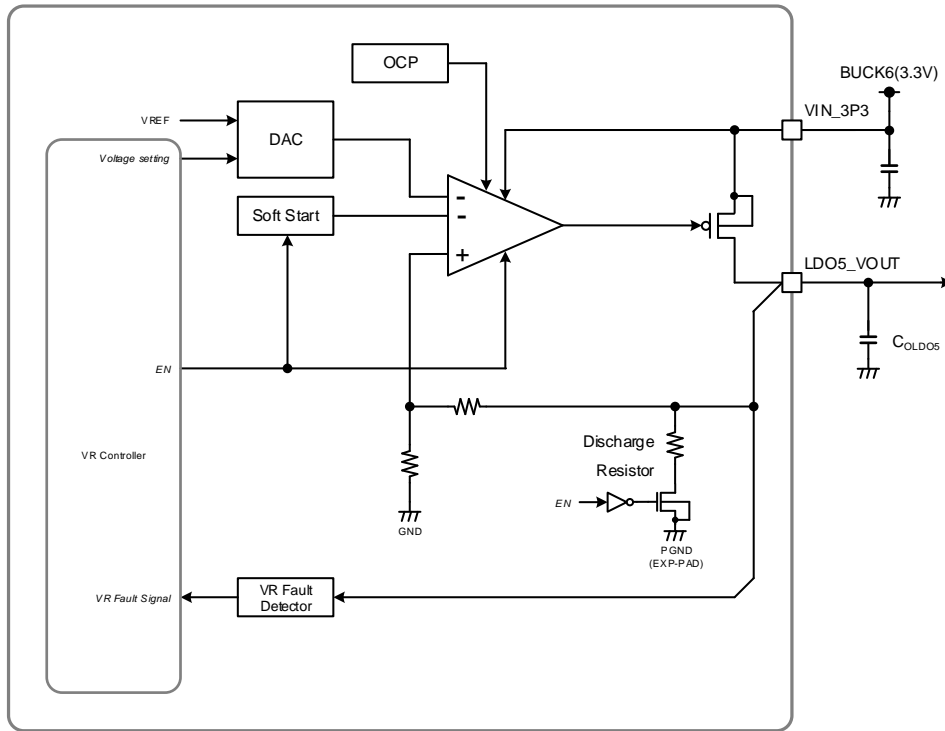 OCP
BUCK6(3.3V)
VIN_3P3
VREF
DAC
Voltage setting
-
-
+
Soft Start
LDO5_VOUT
COLDO5
EN
Discharge
Resistor
VR Controller
EN
GND
PGND
(EXP-PAD)
VR Fault Signal
VR Fault
Detector